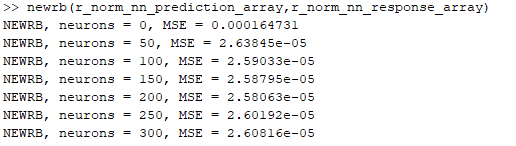 >> newrb(r_norm_nn_prediction_array,r_norm_nn_response_array)
NEWRB, neurons = 0, MSE = 0.000164731
NEWRB, neurons = 50, MSE = 2.63845e-05
NEWRB, neurons = 100, MSE = 2.59033e-05
NEWRB, neurons = 150, MSE = 2.58795e-05
NEWRB, neurons = 200, MSE = 2.58063e-05
NEWRB, neurons = 250, MSE = 2.60192e-05
NEWRB, neurons = 300, MSE = 2.60816e-05